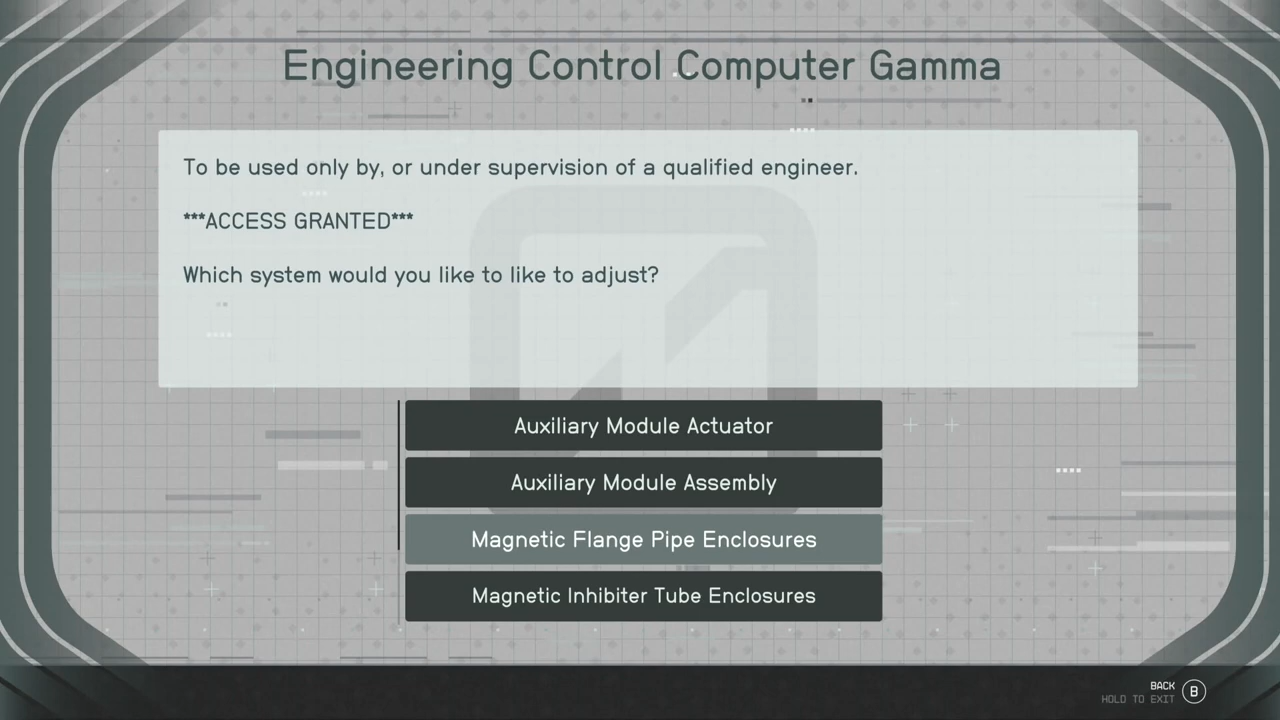 Engineering Control Computer Gamma
To be used only by, or under supervision of a qualified engineer.
***ACCESS GRANTED***
Which system would you like to like to adjust?
Auxiliary Module Actuator
Auxiliary Module Assembly
Magnetic Flange Pipe Enclosures
Magnetic Inhibiter Tube Enclosures
BACK
HOLD TO EXIT
B